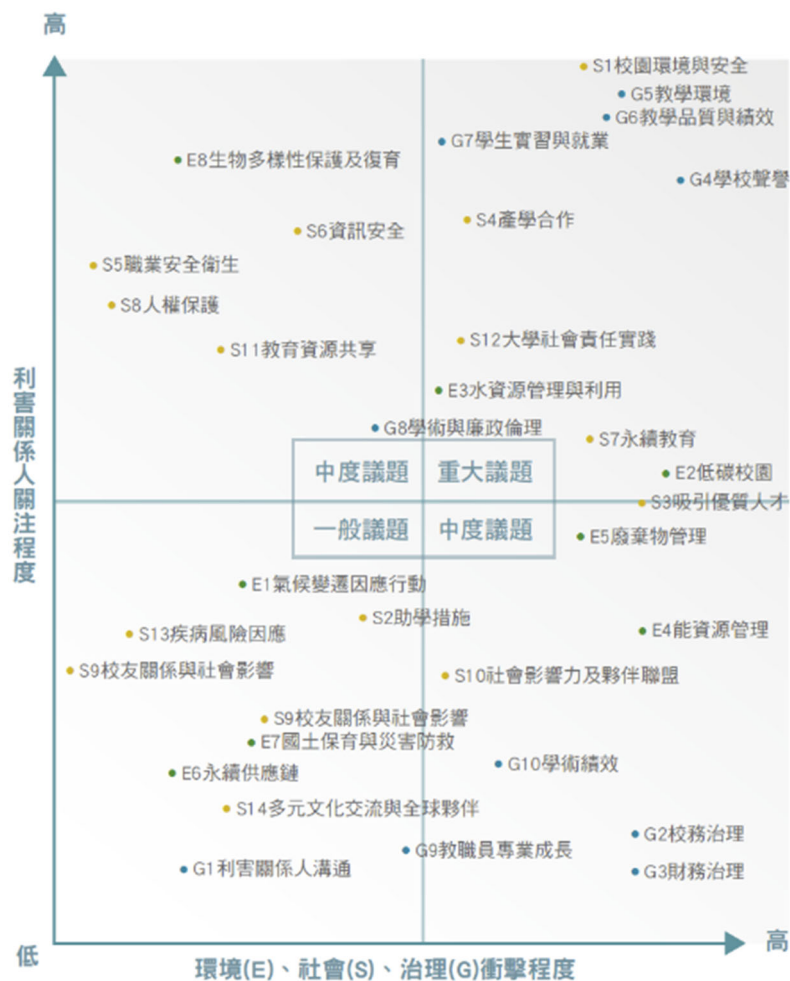 高
S1校園環境與安全
G5教學環境
G6教學品質與績效
G7學生實習與就業
E8生物多樣性保護及復育
G4學校聲譽
S4產學合作
S6資訊安全
S5職業安全衛生
S8人權保護
S12大學社會責任實踐
S11教育資源共享
E3水資源管理與利用
G8學術與廉政倫理
S7永續教育
中度議題
重大議題
E2低碳校園
S3吸引優質人才
一般議題
中度議題
E5廢棄物管理
利害關係人關注程度
E1氣候變遷因應行動
S2助學措施
S13疾病風險因應
E4能資源管理
S9校友關係與社會影響
S10社會影響力及夥伴聯盟
S9校友關係與社會影響
E7國土保育與災害防救
G10學術績效
E6永續供應鏈
S14多元文化交流與全球夥伴
G2校務治理
G9教職員專業成長
G1利害關係人溝通
G3財務治理
低
高
環境(E)、社會(S)、治理(G)衝擊程度